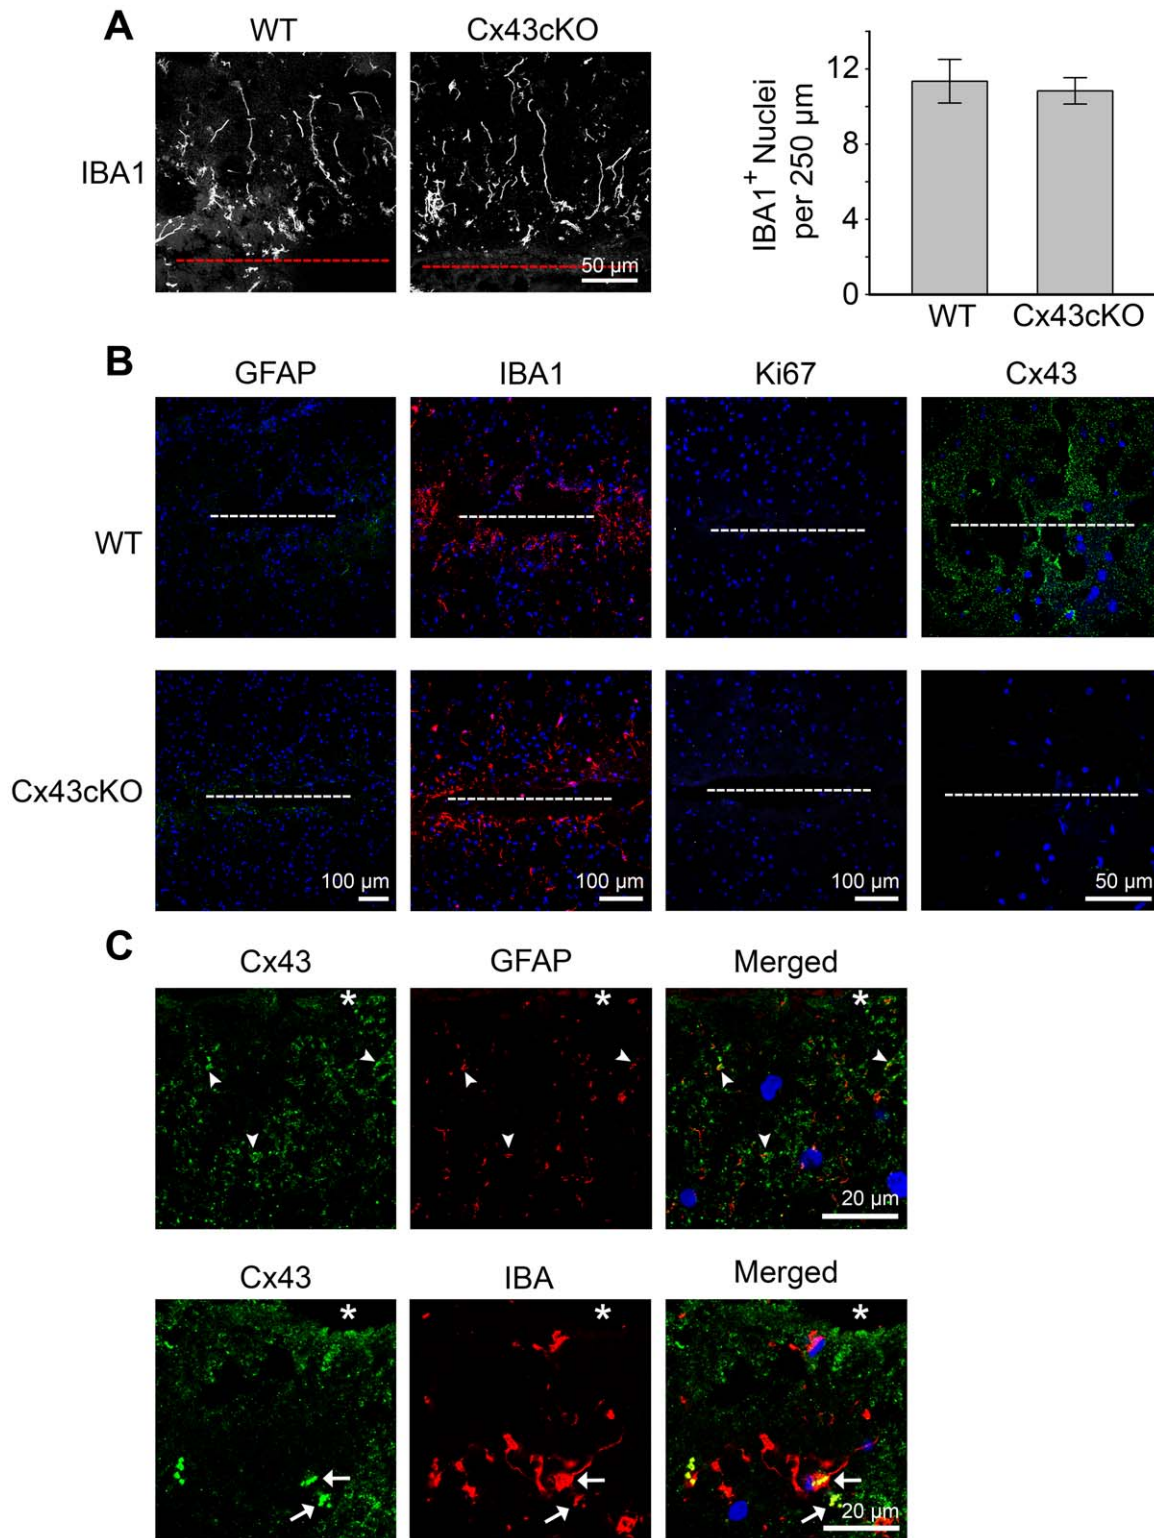 A
WT
Cx43cKO
IBA1
50 µm
IBA1+ Nuclei
per 250 µm
12
8
4
0
WT
Cx43cKO
B
GFAP
IBA1
Ki67
Cx43
WT
Cx43cKO
100 µm
100 µm
100 µm
50 µm
C
Cx43
GFAP
Merged
*
*
*
20 µm
Cx43
IBA
Merged
*
*
*
20 µm